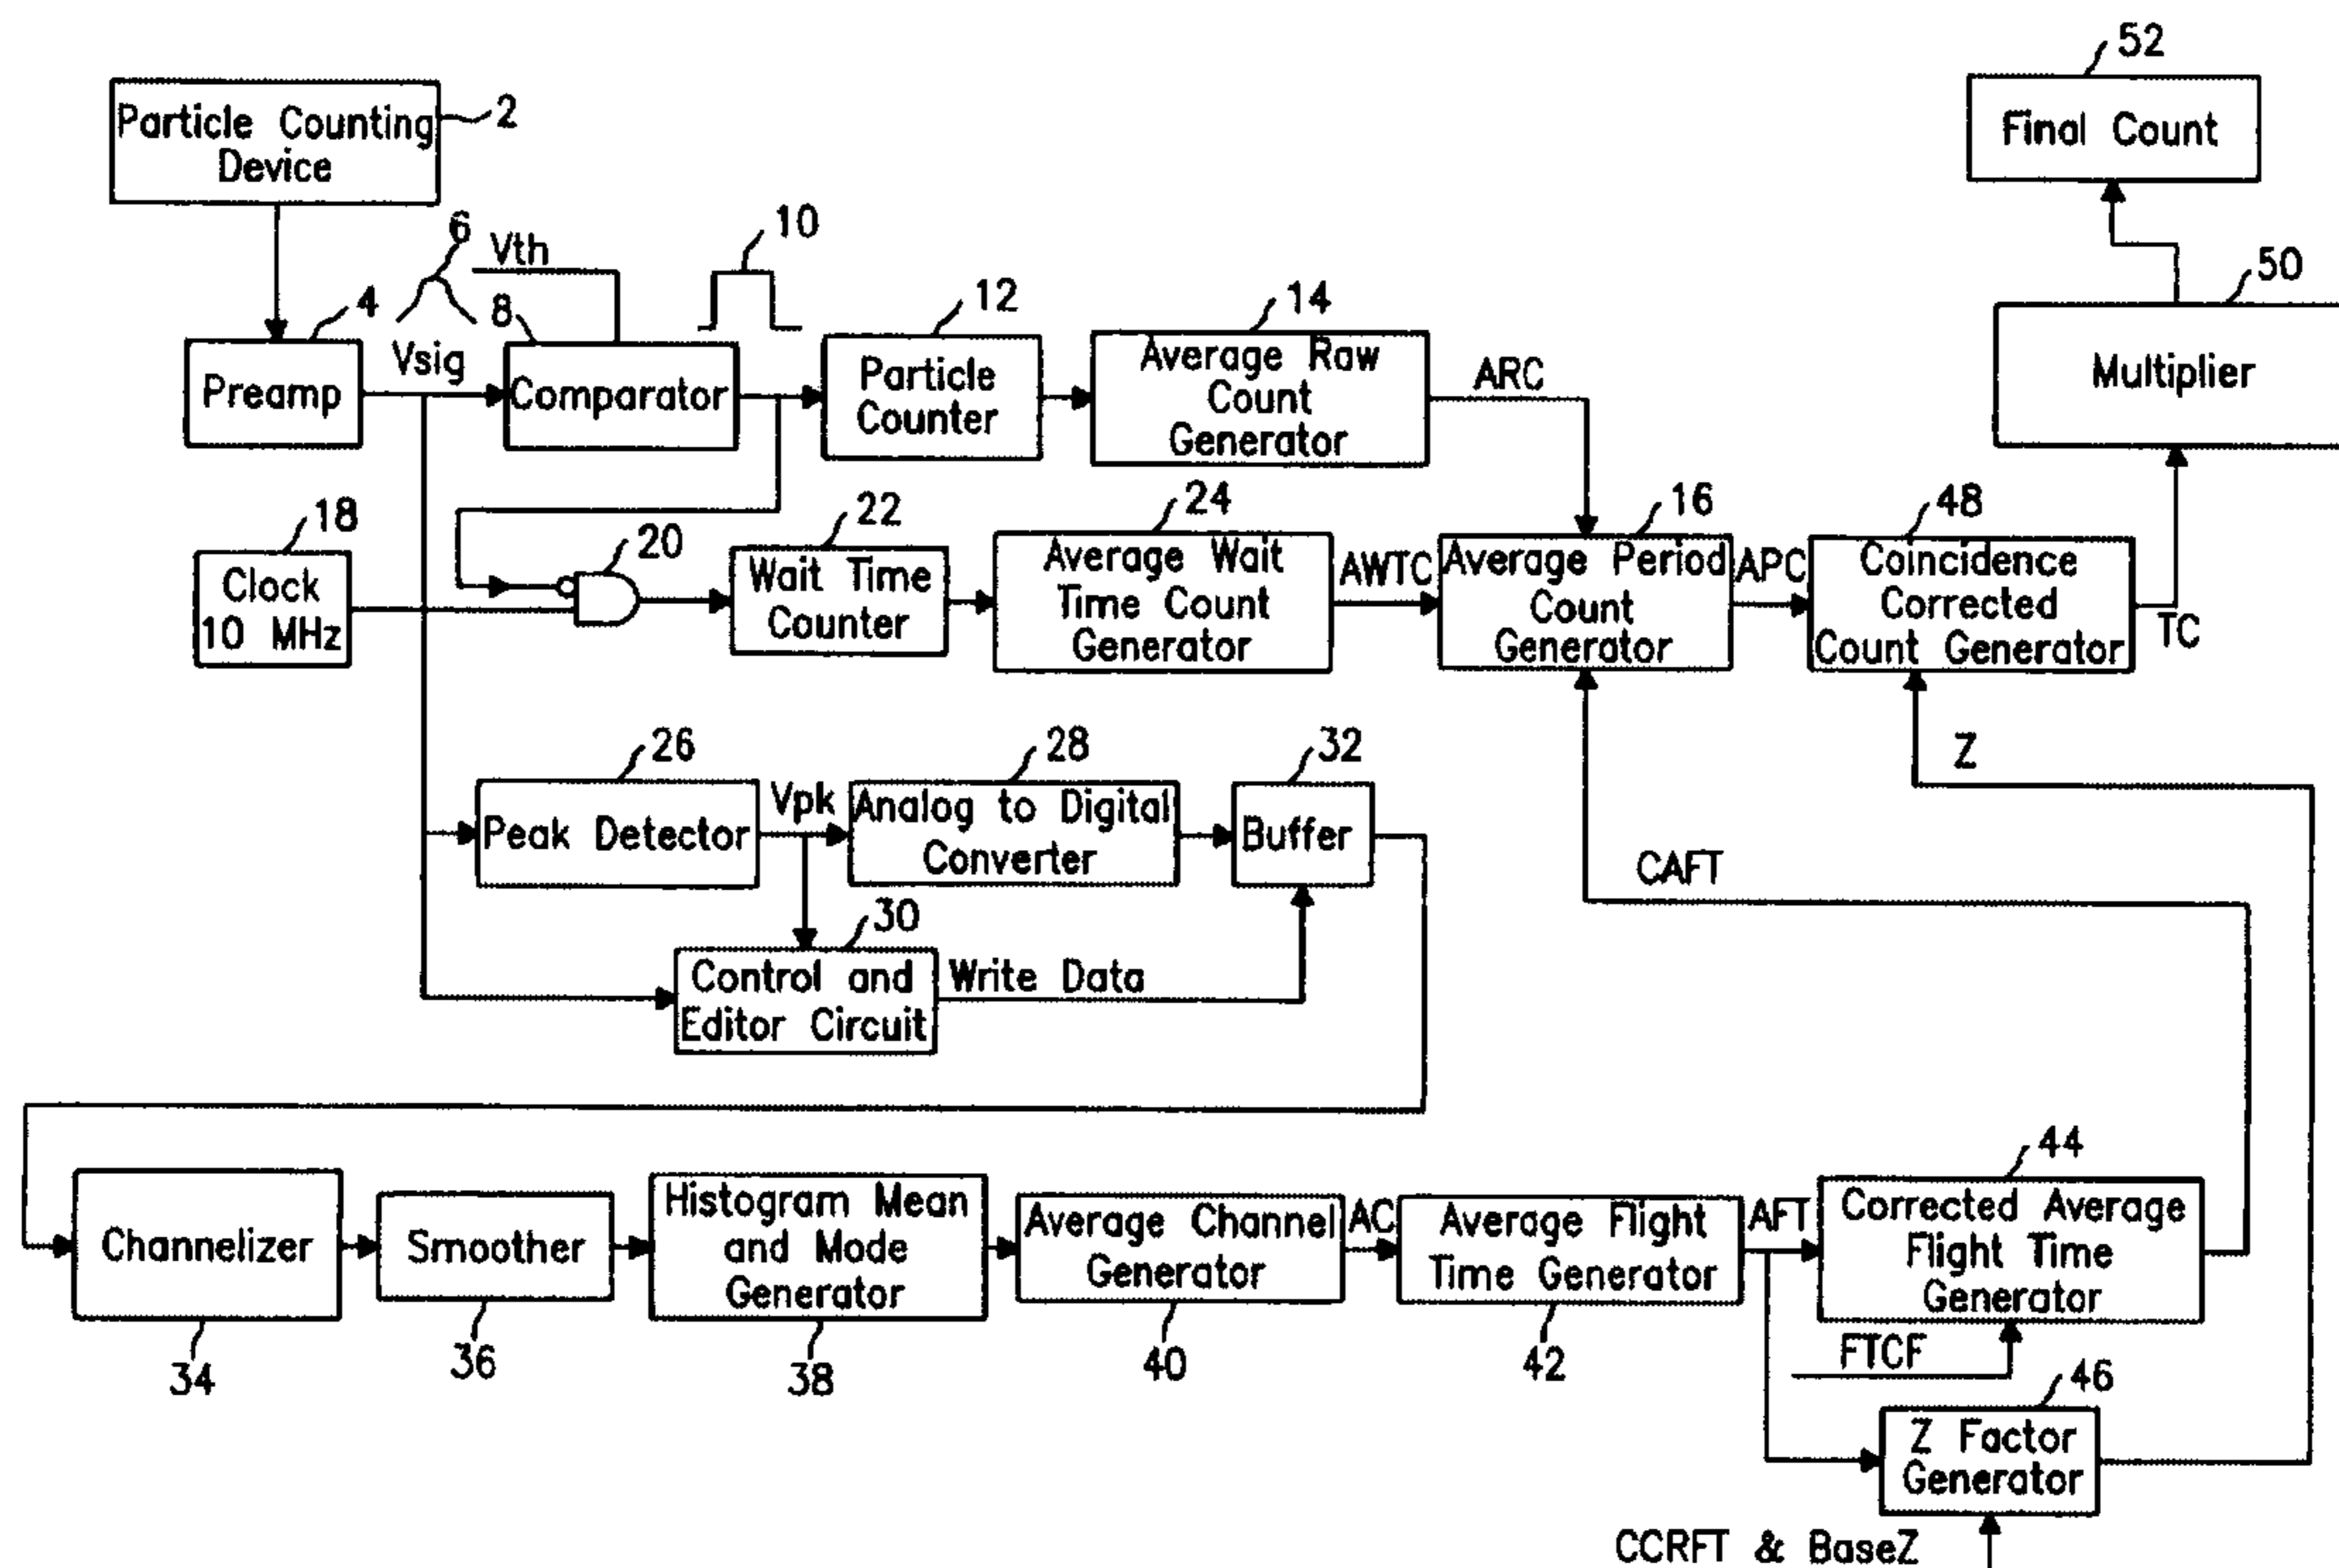 52
Particle Counting
Device
2
Final Count
6
Vth
10
50
4
8
12
14
Vsig
Preamp
Comparator
Particle
Counter
Average Raw
Count
Generator
ARC
Multiplier
18
20
22
24
16
48
Clock
10 MHz
Wait Time
Counter
Average Wait
Time Count
Generator
AWTC
Average Period
Count
Generator
APC
Coincidence
Corrected
Count Generator
TC
26
28
32
Z
Peak Detector
Vpk
Analog to Digital
Converter
Buffer
CAFT
30
Control and
Editor Circuit
Write Data
44
Channelizer
Smoother
Histogram Mean
and Mode
Generator
Average Channel
Generator
AC
Average Flight
Time Generator
AFT
Corrected Average
Flight Time
Generator
34
36
38
40
42
FTCF
46
Z Factor
Generator
CCRFT & BaseZ